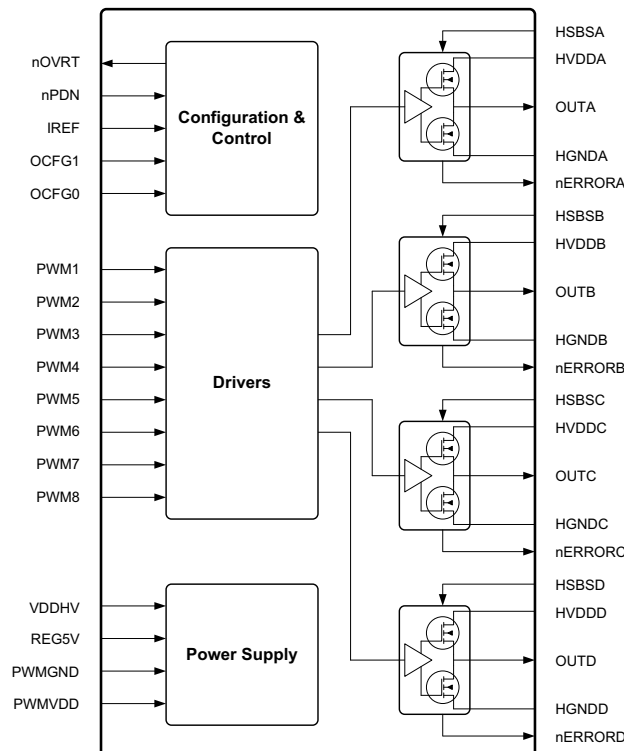 nOVRT
nPDN
IREF
OCFG1
OCFG0
Configuration &
Control
PWM1
PWM2
PWM3
PWM4
PWM5
PWM6
PWM7
PWM8
Drivers
VDDHV
REG5V
PWMGND
PWMVDD
Power Supply
HSBSA
HVDDA
OUTA
HGNDA
nERRORA
HSBSB
HVDDB
OUTB
HGNDB
nERRORB
HSBSC
HVDDC
OUTC
HGNDC
nERRORC
HSBSD
HVDDD
OUTD
HGNDD
nERRORD